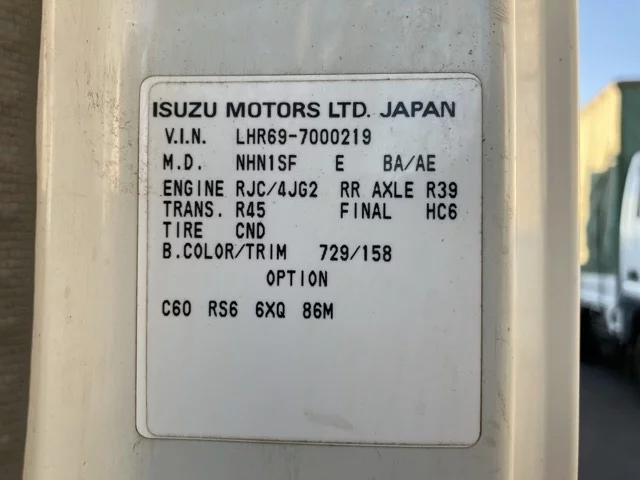 ISUZU MOTORS LTD. JAPAN
V.I.N. LHR69-7000219
M.D. NHN1SF E BA/AE
ENGINE RJC/4JG2 RR AXLE R39
TRANS. R45 FINAL HC6
TIRE CND
B.COLOR/TRIM 729/158
OPTION
C60 RS6 6XQ 86M